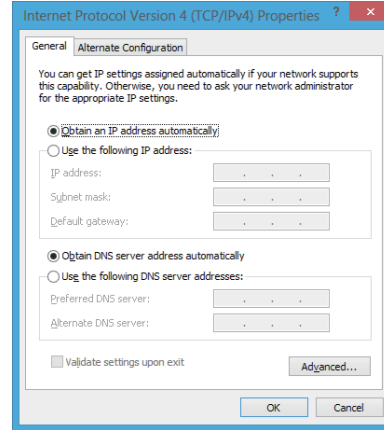 Internet Protocol Version 4 (TCP/IPv4) Properties ? ×
General Alternate Configuration
You can get IP settings assigned automatically if your network supports
this capability. Otherwise, you need to ask your network administrator
for the appropriate IP settings.
Obtain an IP address automatically
Use the following IP address:
IP address: . . .
Subnet mask: . . .
Default gateway: . . .
Obtain DNS server address automatically
Use the following DNS server addresses:
Preferred DNS server: . . .
Alternate DNS server: . . .
Validate settings upon exit
Advanced...
OK Cancel